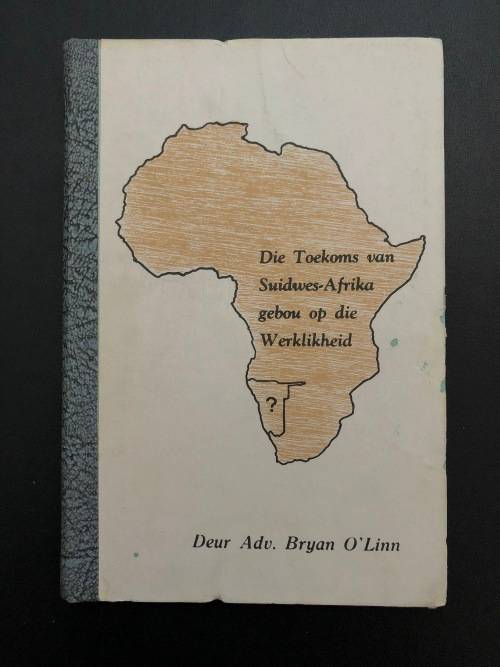 Die Toekoms van
Suidwes-Afrika
gebou op die
Werklikheid
?
Deur Adv. Bryan O'Linn